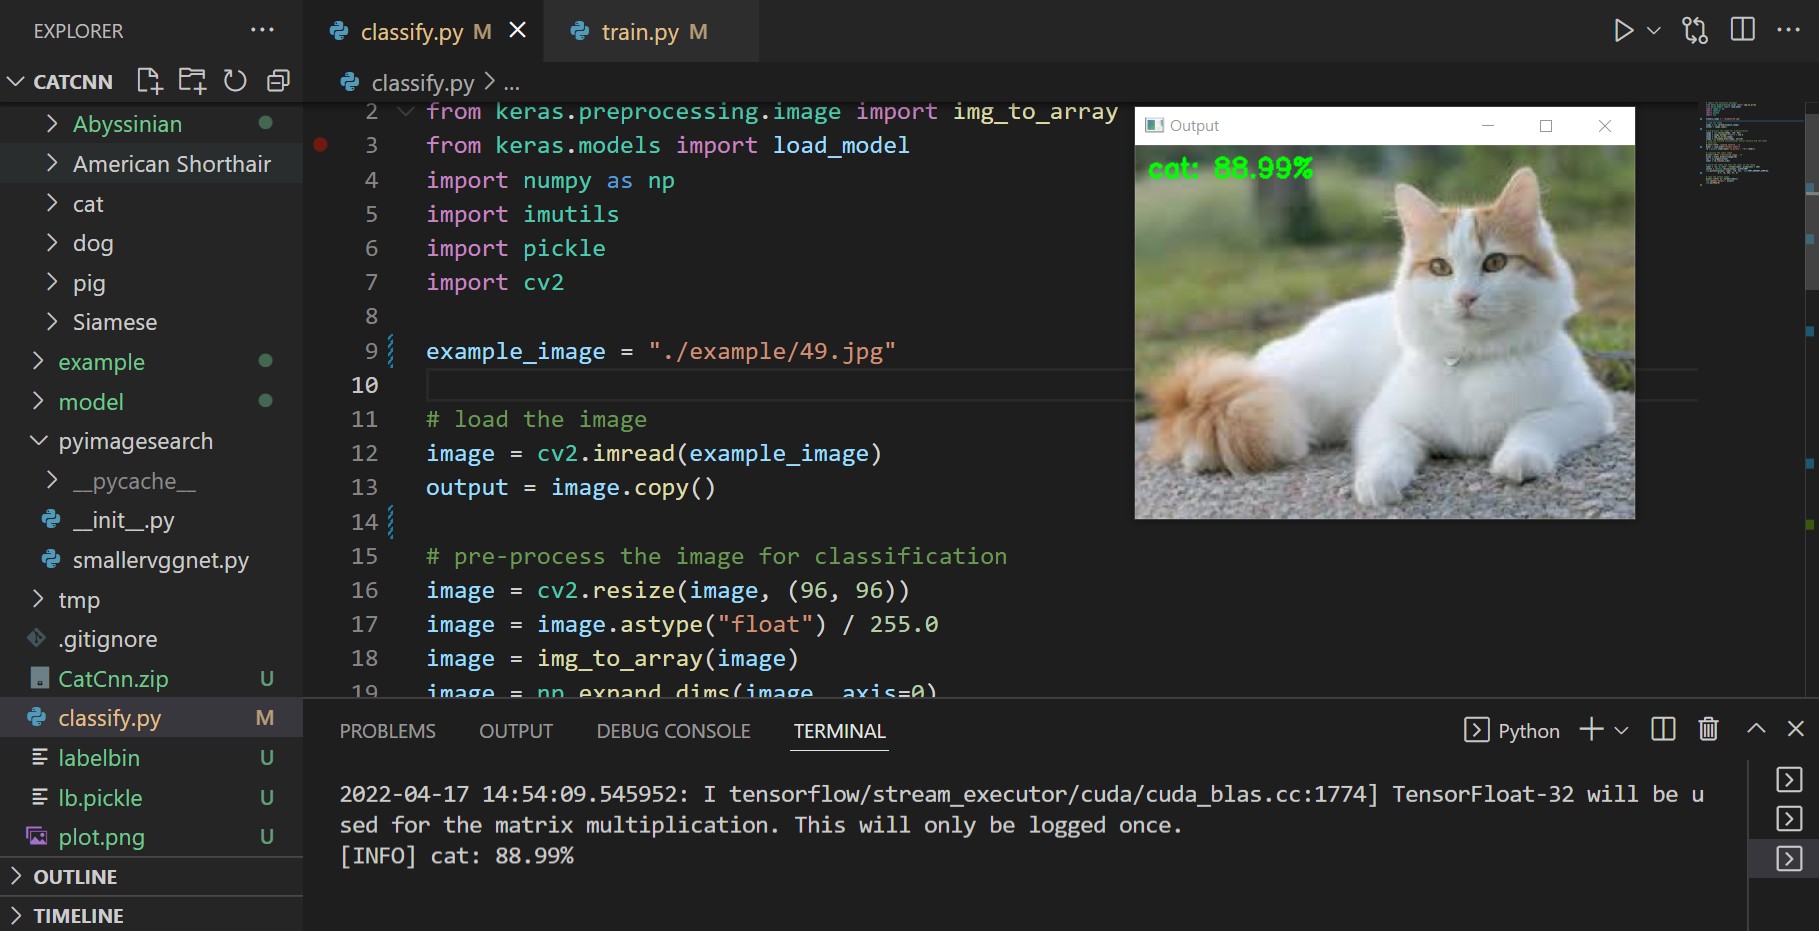 EXPLORER
CATCNN
Abyssinian
American Shorthair
cat
dog
pig
Siamese
example
model
pyimagesearch
__pycache__
__init__.py
smallervggnet.py
tmp
.gitignore
CatCnn.zip U
classify.py M
labelbin U
lb.pickle U
plot.png U
OUTLINE
TIMELINE
classify.py M
train.py M
classify.py > ...
2 from keras.preprocessing.image import img_to_array
3 from keras.models import load_model
4 import numpy as np
5 import imutils
6 import pickle
7 import cv2
8
9 example_image = "./example/49.jpg"
10
11 # load the image
12 image = cv2.imread(example_image)
13 output = image.copy()
14
15 # pre-process the image for classification
16 image = cv2.resize(image, (96, 96))
17 image = image.astype("float") / 255.0
18 image = img_to_array(image)
19 image = np.expand_dims(image, axis=0)
Output
cat: 88.99%
PROBLEMS OUTPUT DEBUG CONSOLE TERMINAL
Python
2022-04-17 14:54:09.545952: I tensorflow/stream_executor/cuda/cuda_blas.cc:1774] TensorFloat-32 will be u
sed for the matrix multiplication. This will only be logged once.
[INFO] cat: 88.99%